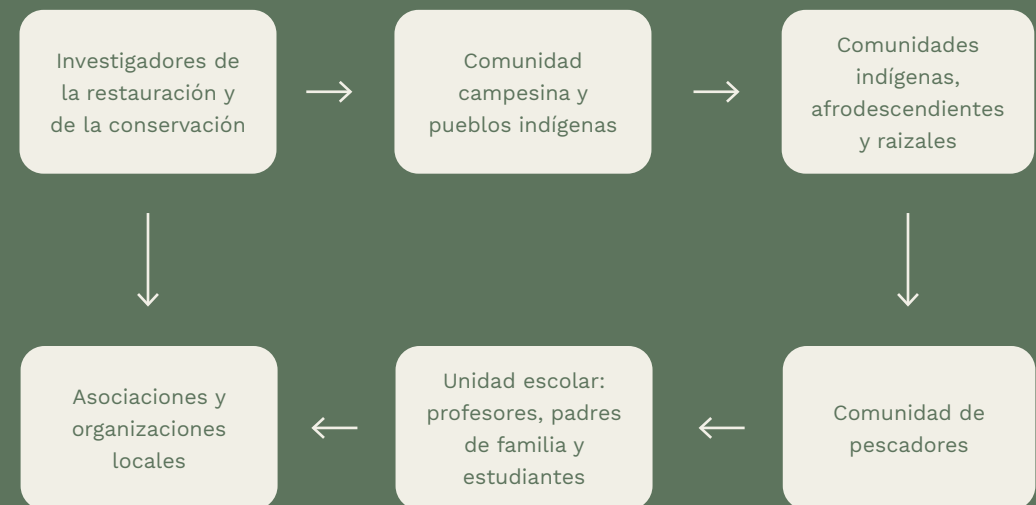 Investigadores de
la restauración y
de la conservación
Comunidad
campesina y
pueblos indígenas
Comunidades
indígenas,
afrodescendientes
y raizales
Asociaciones y
organizaciones
locales
Unidad escolar:
profesores, padres
de familia y
estudiantes
Comunidad de
pescadores